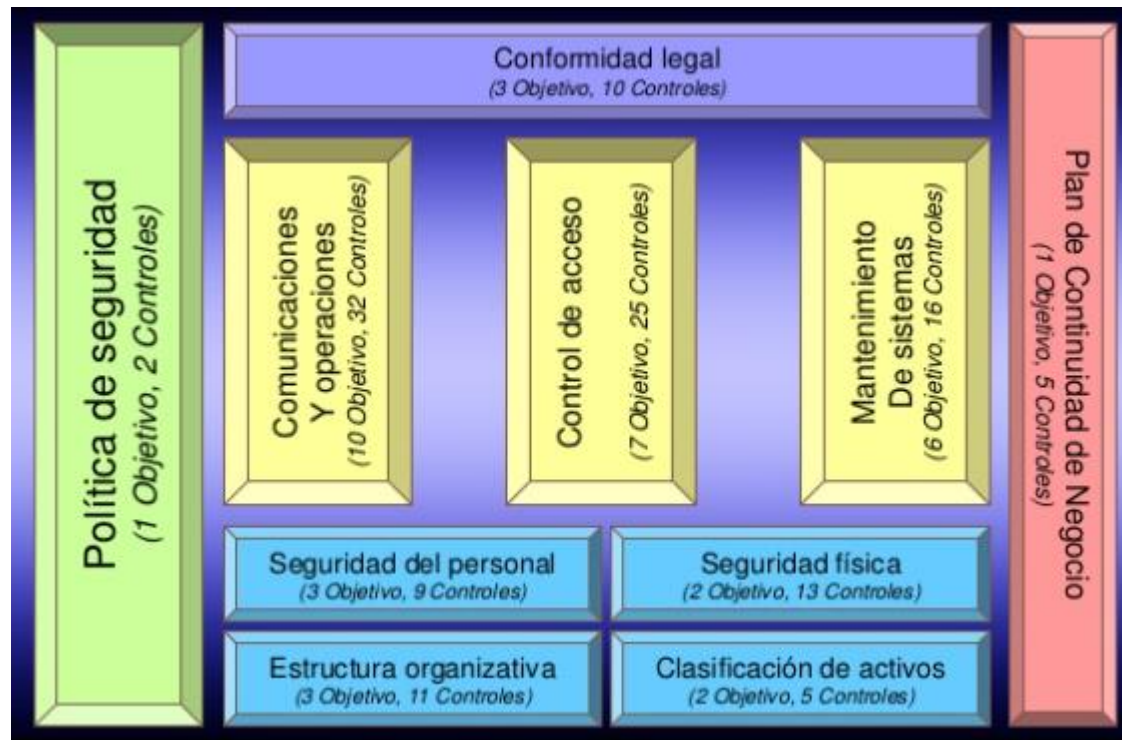 Política de seguridad
(1 Objetivo, 2 Controles)
Conformidad legal
(3 Objetivo, 10 Controles)
Comunicaciones
Y operaciones
(10 Objetivo, 32 Controles)
Control de acceso
(7 Objetivo, 25 Controles)
Mantenimiento
De sistemas
(6 Objetivo, 16 Controles)
Seguridad del personal
(3 Objetivo, 9 Controles)
Seguridad física
(2 Objetivo, 13 Controles)
Estructura organizativa
(3 Objetivo, 11 Controles)
Clasificación de activos
(2 Objetivo, 5 Controles)
Plan de Continuidad de Negocio
(1 Objetivo, 5 Controles)